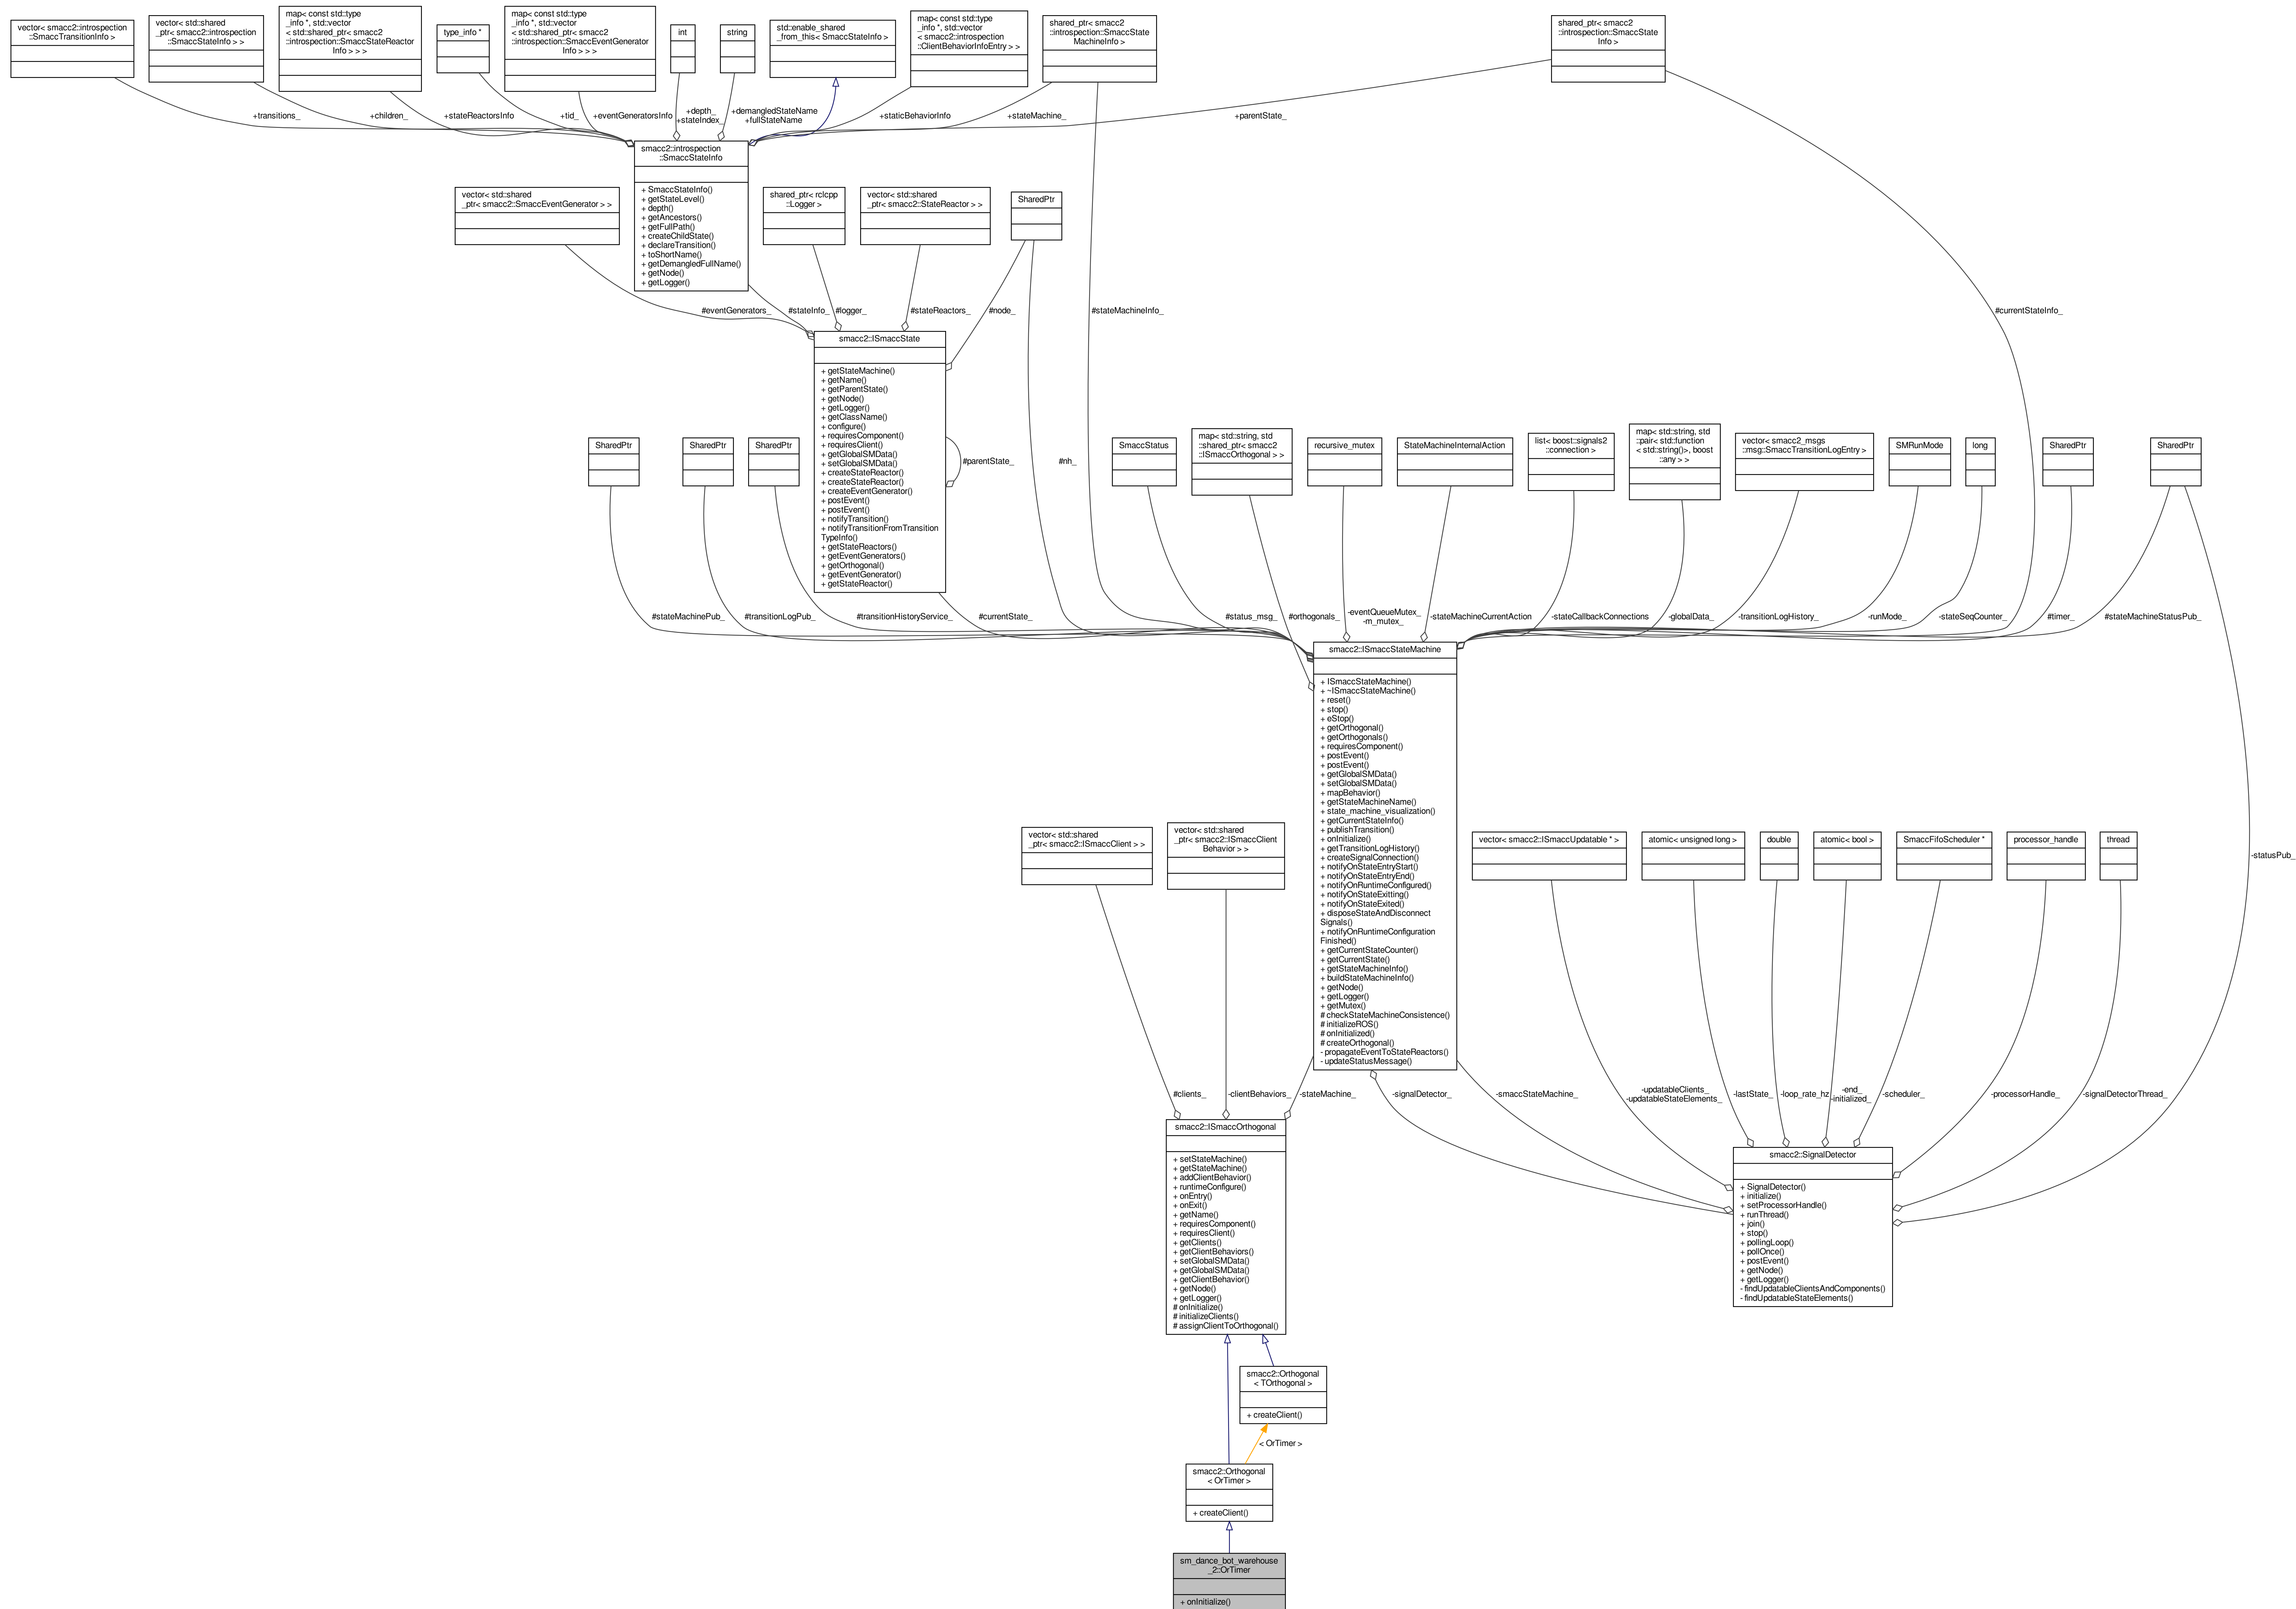 vector< smacc2::introspection
::SmaccTransitionInfo >
vector< std::shared
_ptr< smacc2::introspection
::SmaccStateInfo > >
map< const std::type
_info *, std::vector
< std::shared_ptr< smacc2
::introspection::SmaccStateReactor
Info > > >
type_info *
map< const std::type
_info *, std::vector
< std::shared_ptr< smacc2
::introspection::SmaccEventGenerator
Info > > >
int
string
std::enable_shared
_from_this< SmaccStateInfo >
map< const std::type
_info *, std::vector
< smacc2::introspection
::ClientBehaviorInfoEntry > >
shared_ptr< smacc2
::introspection::SmaccState
MachineInfo >
shared_ptr< smacc2
::introspection::SmaccState
Info >
+transitions_
+children_
+stateReactorsInfo
+tid_
+eventGeneratorsInfo
+depth_
+stateIndex_
+demangledStateName
+fullStateName
+staticBehaviorInfo
+stateMachine_
+parentState_
smacc2::introspection
::SmaccStateInfo
+ SmaccStateInfo()
+ getStateLevel()
+ depth()
+ getAncestors()
+ getFullPath()
+ createChildState()
+ declareTransition()
+ toShortName()
+ getDemangledFullName()
+ getNode()
+ getLogger()
vector< std::shared
_ptr< smacc2::SmaccEventGenerator > >
shared_ptr< rclcpp
::Logger >
vector< std::shared
_ptr< smacc2::StateReactor > >
SharedPtr
#eventGenerators_
#stateInfo_
#logger_
#stateReactors_
#node_
#stateMachineInfo_
#currentStateInfo_
smacc2::ISmaccState
+ getStateMachine()
+ getName()
+ getParentState()
+ getNode()
+ getLogger()
+ getClassName()
+ configure()
+ requiresComponent()
+ requiresClient()
+ getGlobalSMData()
+ setGlobalSMData()
+ createStateReactor()
+ createStateReactor()
+ createEventGenerator()
+ postEvent()
+ postEvent()
+ notifyTransition()
+ notifyTransitionFromTransition
TypeInfo()
+ getStateReactors()
+ getEventGenerators()
+ getOrthogonal()
+ getEventGenerator()
+ getStateReactor()
#parentState_
#nh_
SharedPtr
SharedPtr
SharedPtr
SmaccStatus
map< std::string, std
::shared_ptr< smacc2
::ISmaccOrthogonal > >
recursive_mutex
StateMachineInternalAction
list< boost::signals2
::connection >
map< std::string, std
::pair< std::function
< std::string()>, boost
::any > >
vector< smacc2_msgs
::msg::SmaccTransitionLogEntry >
SMRunMode
long
SharedPtr
SharedPtr
#stateMachinePub_
#transitionLogPub_
#transitionHistoryService_
#currentState_
#status_msg_
#orthogonals_
-eventQueueMutex_
-m_mutex_
-stateMachineCurrentAction
-stateCallbackConnections
-globalData_
-transitionLogHistory_
-runMode_
-stateSeqCounter_
#timer_
#stateMachineStatusPub_
smacc2::ISmaccStateMachine
+ ISmaccStateMachine()
+ ~ISmaccStateMachine()
+ reset()
+ stop()
+ eStop()
+ getOrthogonal()
+ getOrthogonals()
+ requiresComponent()
+ postEvent()
+ postEvent()
+ getGlobalSMData()
+ setGlobalSMData()
+ mapBehavior()
+ getStateMachineName()
+ state_machine_visualization()
+ getCurrentStateInfo()
+ publishTransition()
+ onInitialize()
+ getTransitionLogHistory()
+ createSignalConnection()
+ notifyOnStateEntryStart()
+ notifyOnStateEntryEnd()
+ notifyOnRuntimeConfigured()
+ notifyOnStateExitting()
+ notifyOnStateExited()
+ disposeStateAndDisconnect
Signals()
+ notifyOnRuntimeConfiguration
Finished()
+ getCurrentStateCounter()
+ getCurrentState()
+ getStateMachineInfo()
+ buildStateMachineInfo()
+ getNode()
+ getLogger()
+ getMutex()
# checkStateMachineConsistence()
# initializeROS()
# onInitialized()
# createOrthogonal()
- propagateEventToStateReactors()
- updateStatusMessage()
vector< std::shared
_ptr< smacc2::ISmaccClient > >
vector< std::shared
_ptr< smacc2::ISmaccClient
Behavior > >
vector< smacc2::ISmaccUpdatable * >
atomic< unsigned long >
double
atomic< bool >
SmaccFifoScheduler *
processor_handle
thread
-statusPub_
#clients_
-clientBehaviors_
-stateMachine_
-signalDetector_
-smaccStateMachine_
-updatableClients_
-updatableStateElements_
-lastState_
-loop_rate_hz
-end_
-initialized_
-scheduler_
-processorHandle_
-signalDetectorThread_
smacc2::ISmaccOrthogonal
+ setStateMachine()
+ getStateMachine()
+ addClientBehavior()
+ runtimeConfigure()
+ onEntry()
+ onExit()
+ getName()
+ requiresComponent()
+ requiresClient()
+ getClients()
+ getClientBehaviors()
+ setGlobalSMData()
+ getGlobalSMData()
+ getClientBehavior()
+ getNode()
+ getLogger()
# onInitialize()
# initializeClients()
# assignClientToOrthogonal()
smacc2::SignalDetector
+ SignalDetector()
+ initialize()
+ setProcessorHandle()
+ runThread()
+ join()
+ stop()
+ pollingLoop()
+ pollOnce()
+ postEvent()
+ getNode()
+ getLogger()
- findUpdatableClientsAndComponents()
- findUpdatableStateElements()
smacc2::Orthogonal
< TOrthogonal >
+ createClient()
< OrTimer >
smacc2::Orthogonal
< OrTimer >
+ createClient()
sm_dance_bot_warehouse
_2::OrTimer
+ onInitialize()